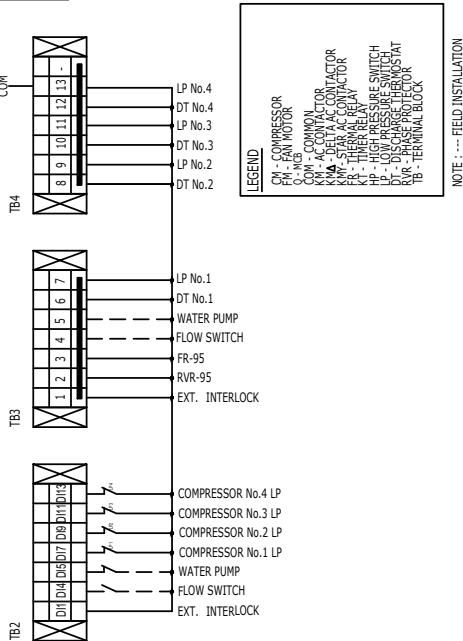 COM
TB4
-
13
12
11
10
9
8
LP No.4
DT No.4
LP No.3
DT No.3
LP No.2
DT No.2
TB3
7
6
5
4
3
2
1
LP No.1
DT No.1
WATER PUMP
FLOW SWITCH
FR-95
RVR-95
EXT. INTERLOCK
TB2
DI13
DI11
DI9
DI7
DI5
DI4
DI1
COMPRESSOR No.4 LP
COMPRESSOR No.3 LP
COMPRESSOR No.2 LP
COMPRESSOR No.1 LP
WATER PUMP
FLOW SWITCH
EXT. INTERLOCK
LEGEND
CM - COMPRESSOR
FM - FAN MOTOR
Q - MCB
COM - COMMON
KM - AC CONTACTOR
KM▲ - DELTA AC CONTACTOR
KMY - STAR AC CONTACTOR
FR - THERMAL RELAY
KT - TIMER RELAY
HP - HIGH PRESSURE SWITCH
LP - LOW PRESSURE SWITCH
DT - DISCHARGE THERMOSTAT
RVR - PHASE PROTECTOR
TB - TERMINAL BLOCK
NOTE : --- FIELD INSTALLATION